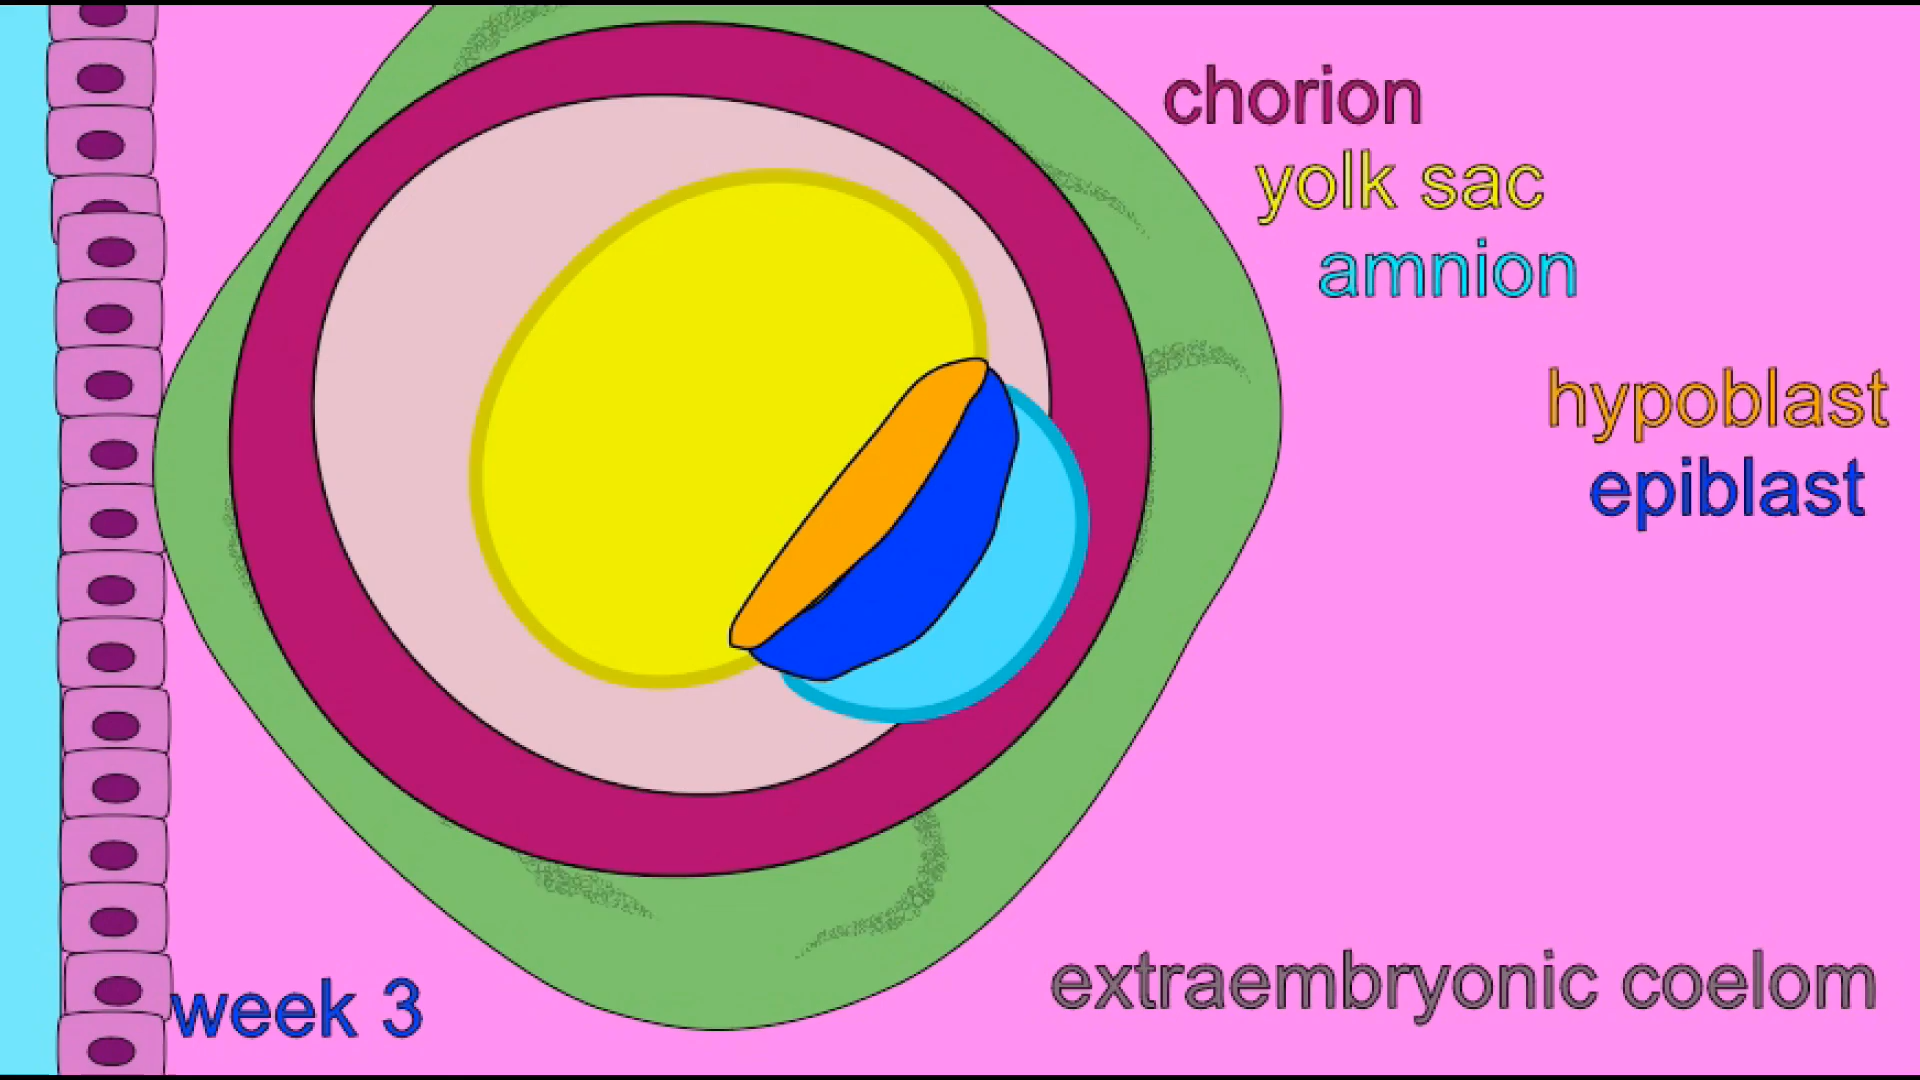 chorion
yolk sac
amnion
hypoblast
epiblast
week 3
extraembryonic coelom